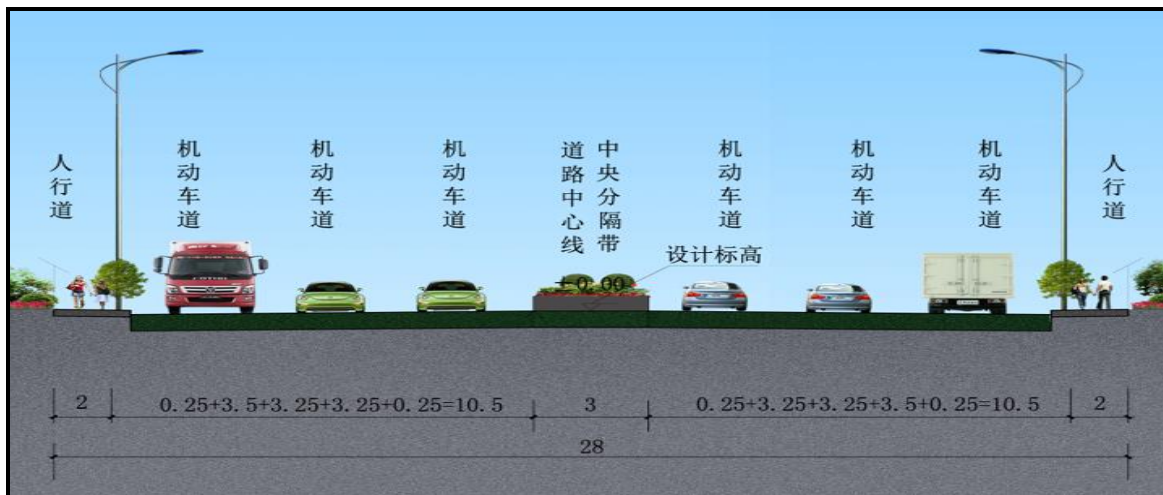 人行道
机动车道
机动车道
机动车道
道路中心线
中央分隔带
机动车道
机动车道
机动车道
人行道
设计标高
±0.00
2
0.25+3.5+3.25+3.25+0.25=10.5
3
0.25+3.25+3.25+3.5+0.25=10.5
2
28